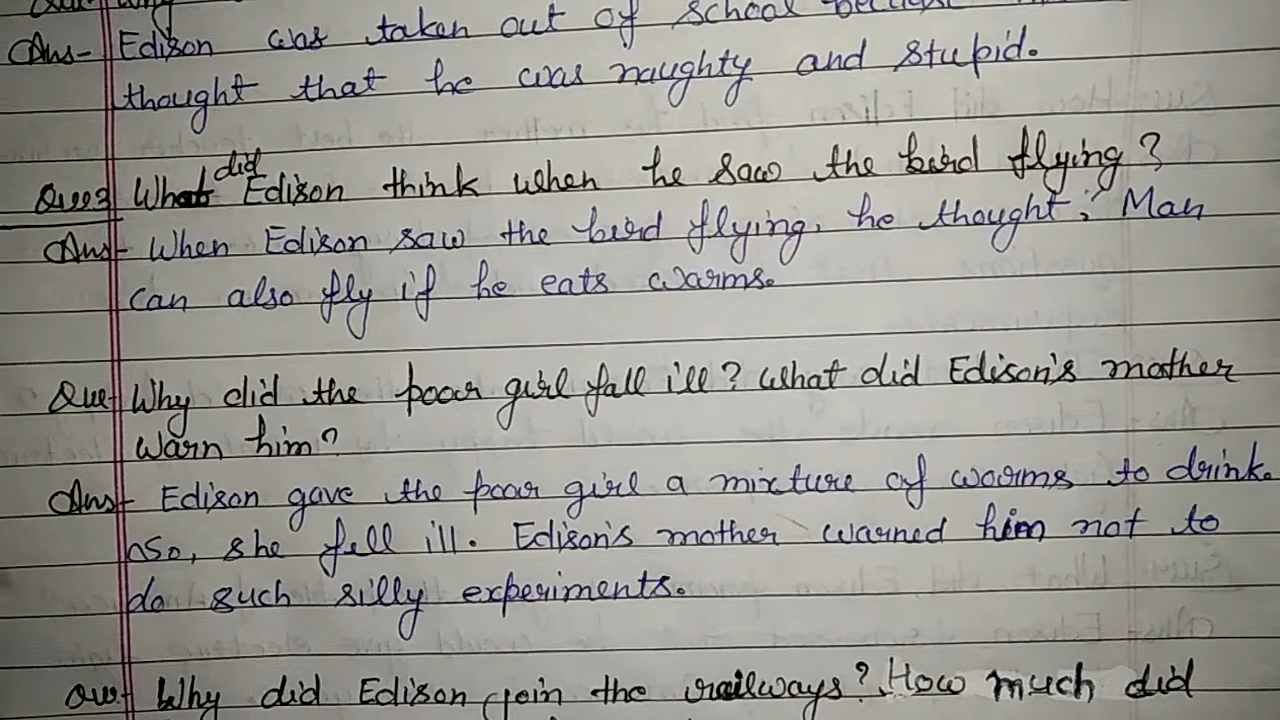 Ans- Edison was taken out of school because
thought that he was naughty and stupid.
Que3 What did Edison think when he saw the bird flying?
Ans- When Edison saw the bird flying, he thought, Man
can also fly if he eats warms.
Que- Why did the poor girl fall ill? What did Edison's mother
warn him?
Ans- Edison gave the poor girl a mixture of worms to drink.
So, she fell ill. Edison's mother warned him not to
do such silly experiments.
Que- Why did Edison join the railways? How much did